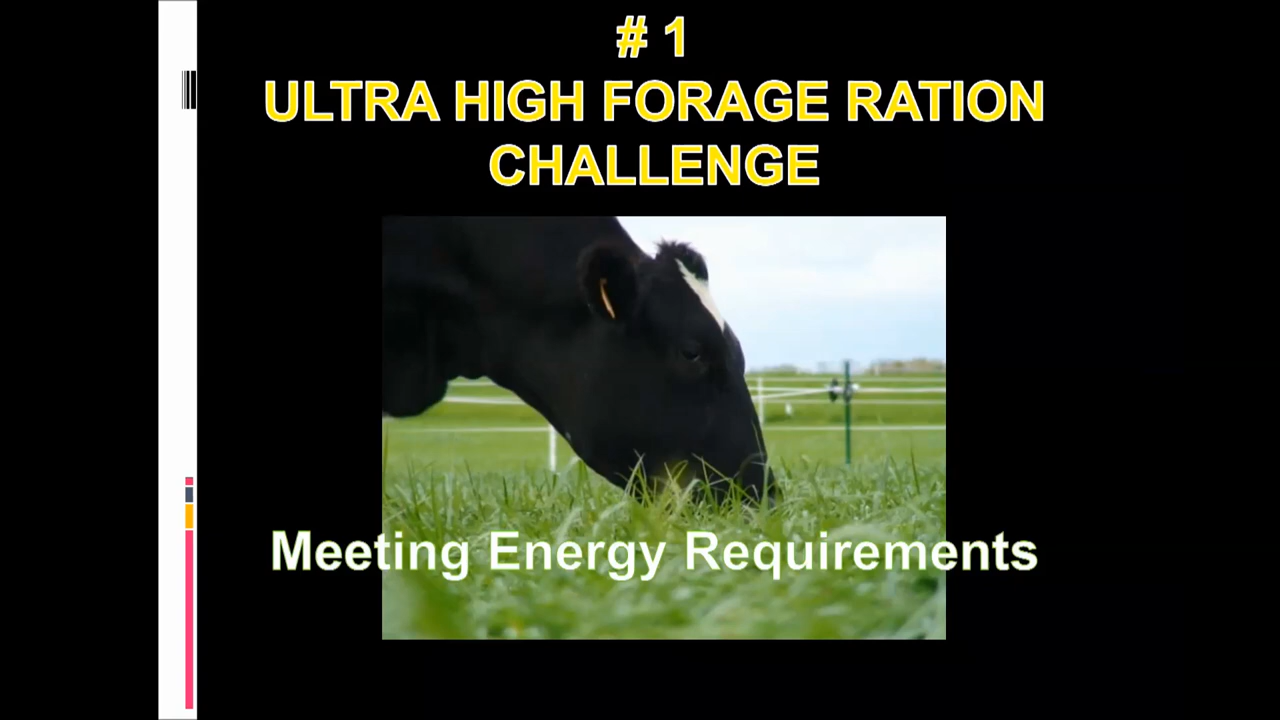 # 1
ULTRA HIGH FORAGE RATION
CHALLENGE
Meeting Energy Requirements